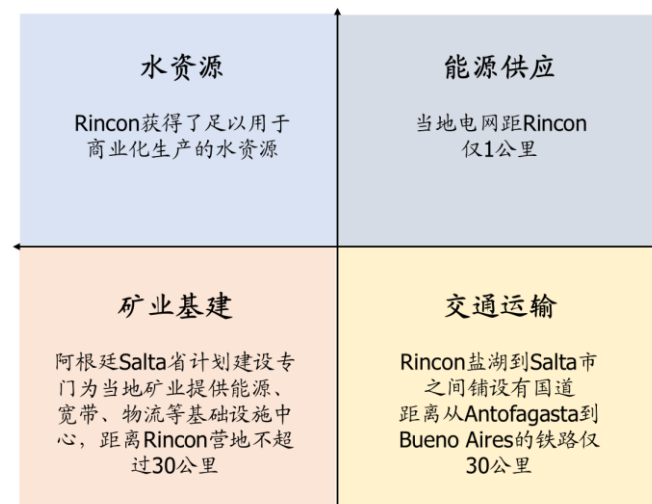 水资源
Rincon获得了足以用于
商业化生产的水资源
能源供应
当地电网距Rincon
仅1公里
矿业基建
阿根廷Salta省计划建设专
门为当地矿业提供能源、
宽带、物流等基础设施中
心，距离Rincon营地不超
过30公里
交通运输
Rincon盐湖到Salta市
之间铺设有国道
距离从Antofagasta到
Bueno Aires的铁路仅
30公里